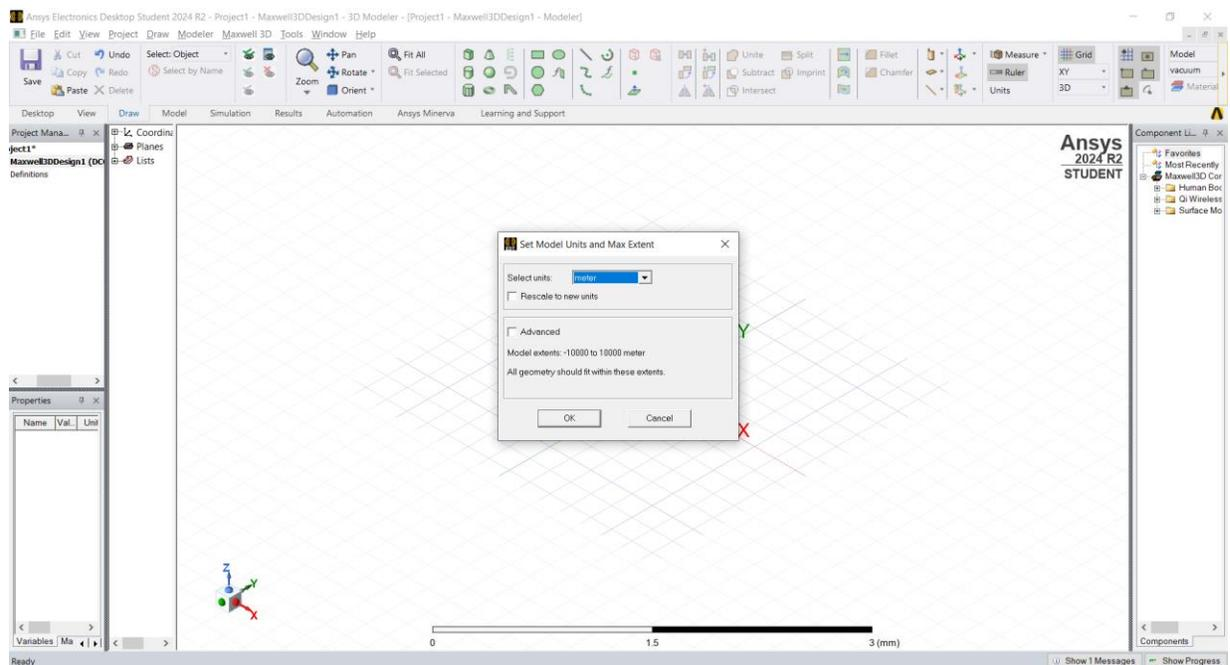 Ansys Electronics Desktop Student 2024 R2 - Project1 - Maxwell3DDesign1 - 3D Modeler - [Project1 - Maxwell3DDesign1 - Modeler]
File Edit View Project Draw Modeler Maxwell 3D Tools Window Help
Save
Cut
Copy
Paste
Undo
Redo
Delete
Select: Object
Select by Name
Zoom
Pan
Rotate
Orient
Fit All
Fit Selected
Unite
Subtract
Intersect
Split
Imprint
Fillet
Chamfer
Measure
Ruler
Units
Grid
XY
3D
Model
vacuum
Material
Desktop View Draw Model Simulation Results Automation Ansys Minerva Learning and Support
Project Mana...
ject1*
Maxwell3DDesign1 (DC
Definitions
Coordina
Planes
Lists
Properties
Name Val... Unit
Variables Ma
Ansys
2024 R2
STUDENT
Component Li...
Favorites
Most Recently
Maxwell3D Cor
Human Boc
Qi Wireless
Surface Mo
Components
Set Model Units and Max Extent
Select units: meter
Rescale to new units
Advanced
Model extents: -10000 to 10000 meter
All geometry should fit within these extents.
OK Cancel
Y
X
Z
Y
X
0 1.5 3 (mm)
Ready
Show 1 Messages Show Progress